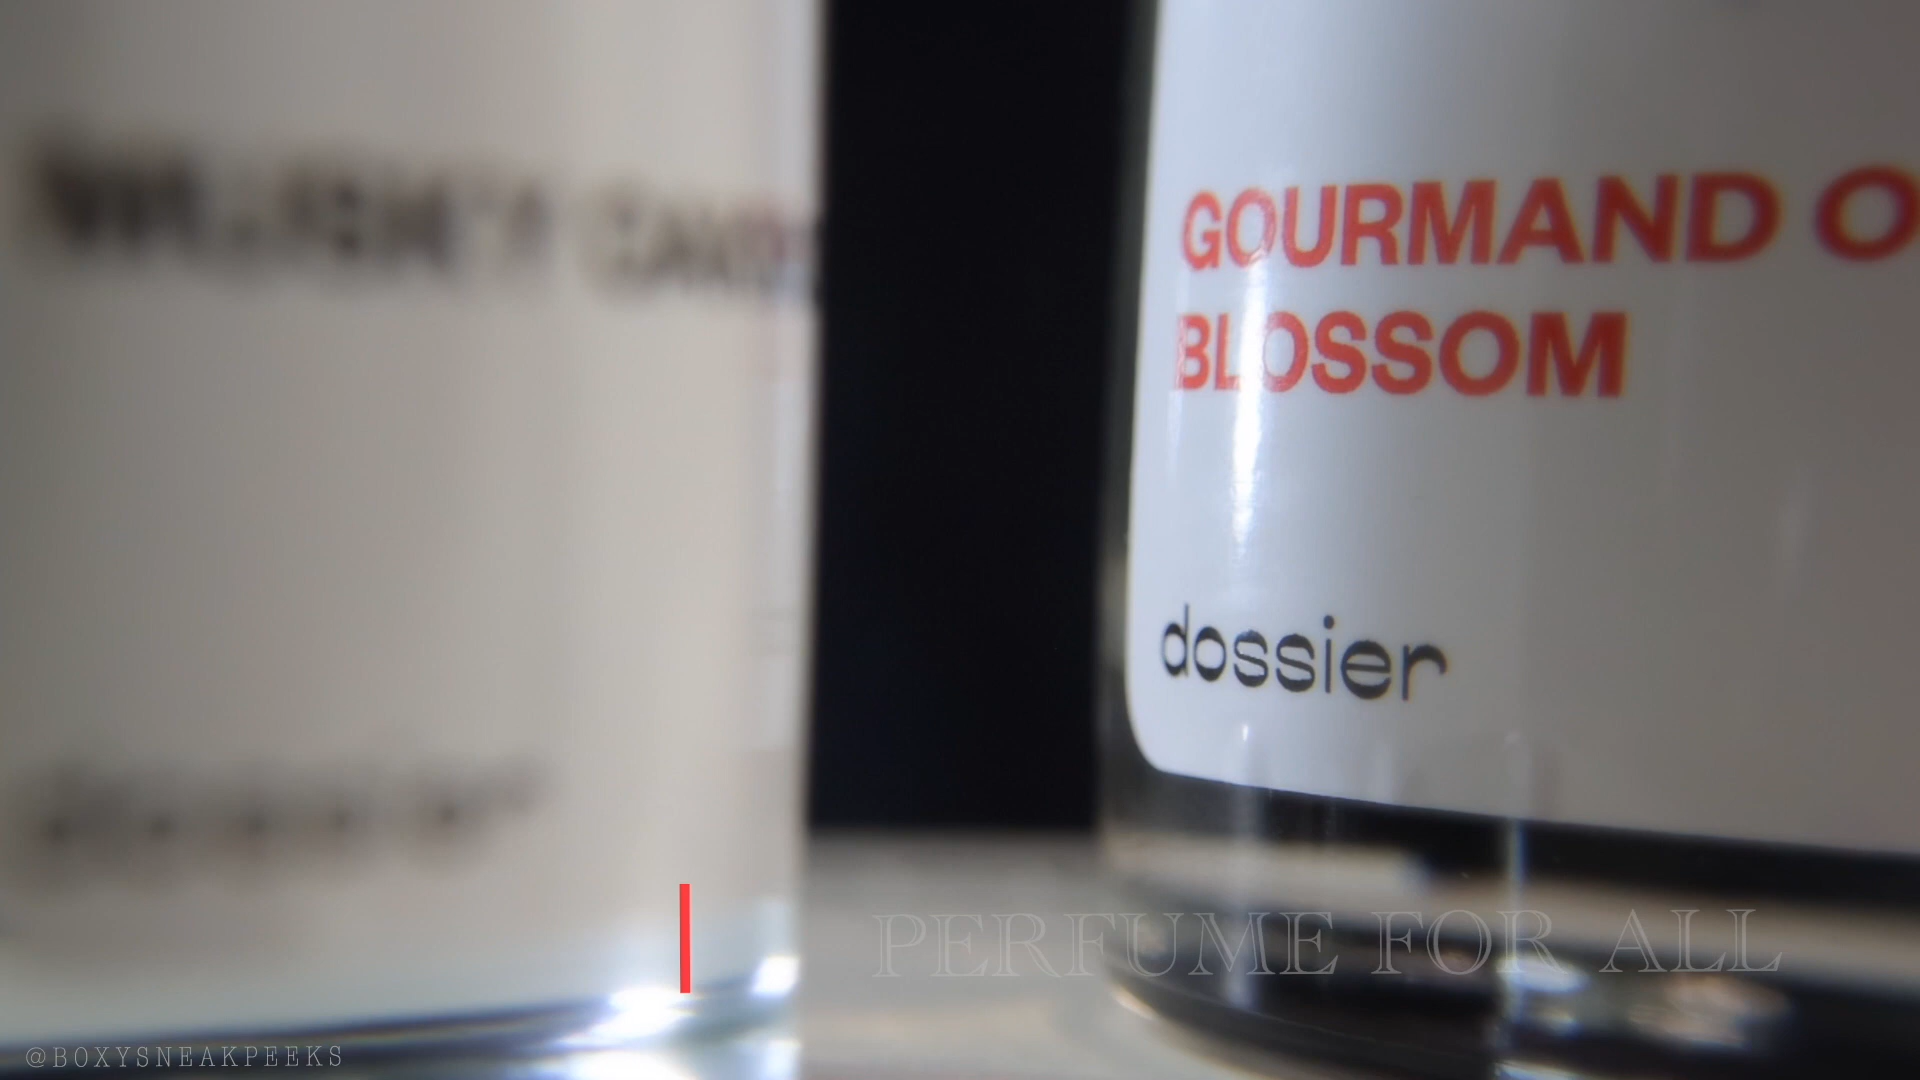 GOURMAND O
BLOSSOM
dossier
PERFUME FOR ALL
@BOXYSNEAKPEEKS